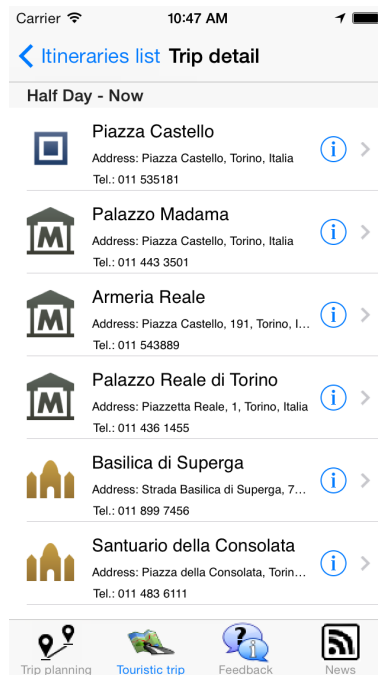 Carrier 10:47 AM
Itineraries list Trip detail
Half Day - Now
Piazza Castello
Address: Piazza Castello, Torino, Italia
Tel.: 011 535181
M
Palazzo Madama
Address: Piazza Castello, Torino, Italia
Tel.: 011 443 3501
M
Armeria Reale
Address: Piazza Castello, 191, Torino, I...
Tel.: 011 543889
M
Palazzo Reale di Torino
Address: Piazzetta Reale, 1, Torino, Italia
Tel.: 011 436 1455
Basilica di Superga
Address: Strada Basilica di Superga, 7...
Tel.: 011 899 7456
Santuario della Consolata
Address: Piazza della Consolata, Torin...
Tel.: 011 483 6111
Trip planning Touristic trip Feedback News